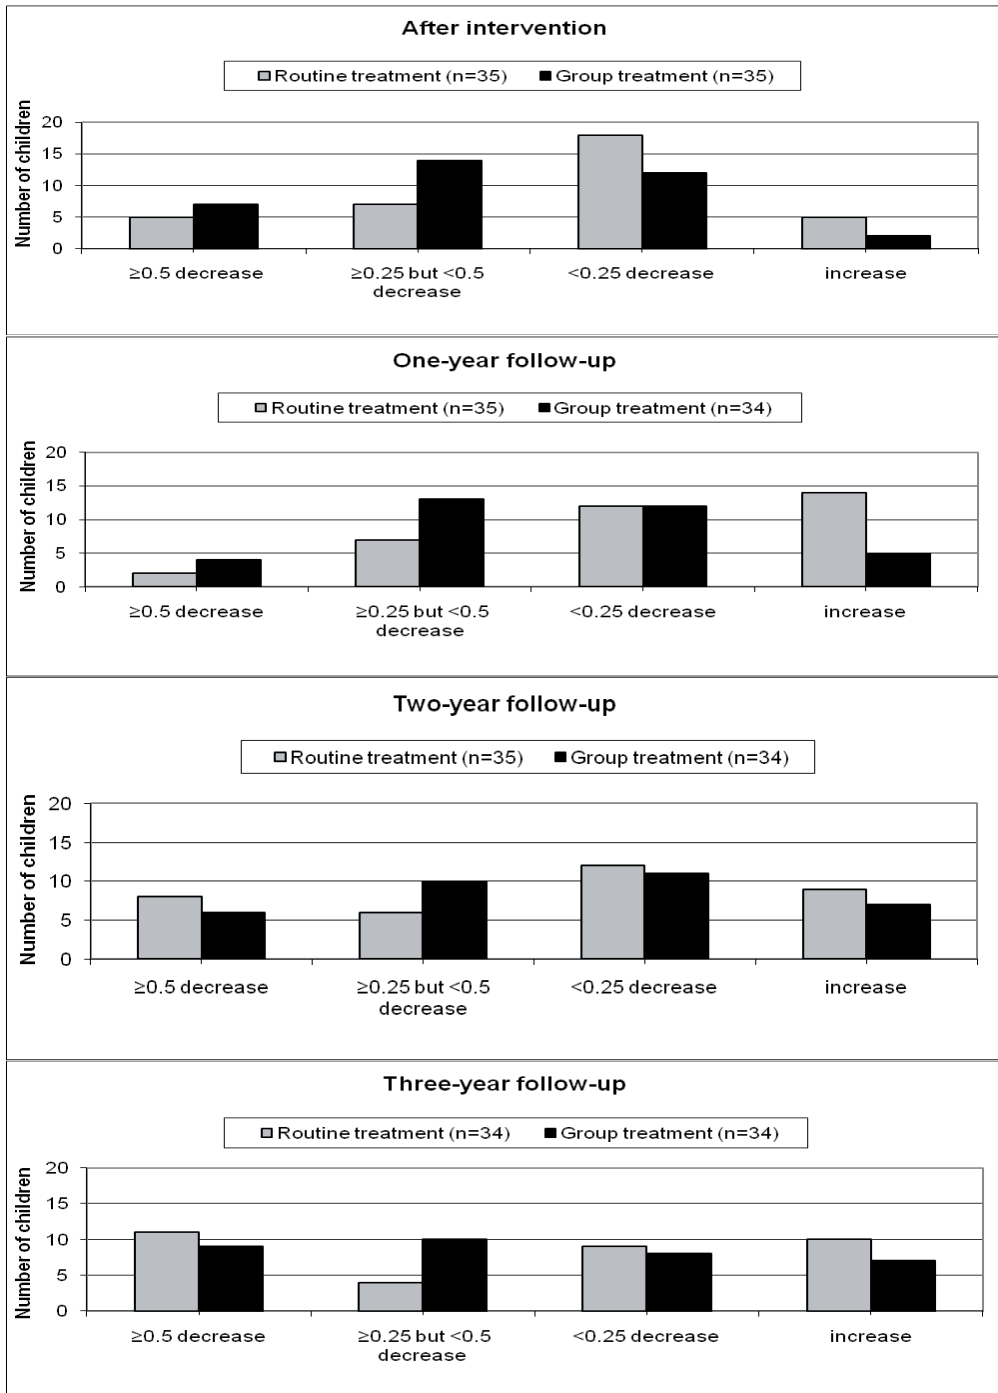 After intervention
Routine treatment (n=35) Group treatment (n=35)
Number of children
20
15
10
5
0
≥0.5 decrease ≥0.25 but <0.5 decrease <0.25 decrease increase
One-year follow-up
Routine treatment (n=35) Group treatment (n=34)
Number of children
20
15
10
5
0
≥0.5 decrease ≥0.25 but <0.5 decrease <0.25 decrease increase
Two-year follow-up
Routine treatment (n=35) Group treatment (n=34)
Number of children
20
15
10
5
0
≥0.5 decrease ≥0.25 but <0.5 decrease <0.25 decrease increase
Three-year follow-up
Routine treatment (n=34) Group treatment (n=34)
Number of children
20
15
10
5
0
≥0.5 decrease ≥0.25 but <0.5 decrease <0.25 decrease increase